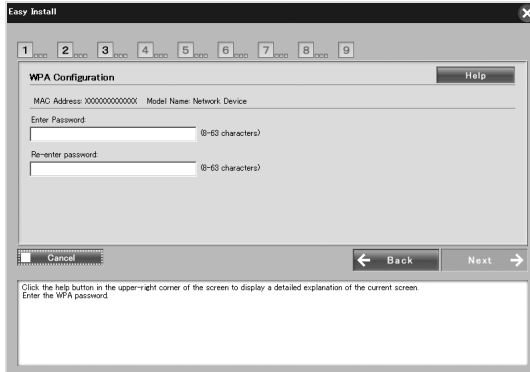 Easy Install
1 2 3 4 5 6 7 8 9
WPA Configuration
Help
MAC Address: XXXXXXXXXXXX Model Name: Network Device
Enter Password:
(8-63 characters)
Re-enter password:
(8-63 characters)
Cancel
Back
Next
Click the help button in the upper-right corner of the screen to display a detailed explanation of the current screen.
Enter the WPA password.